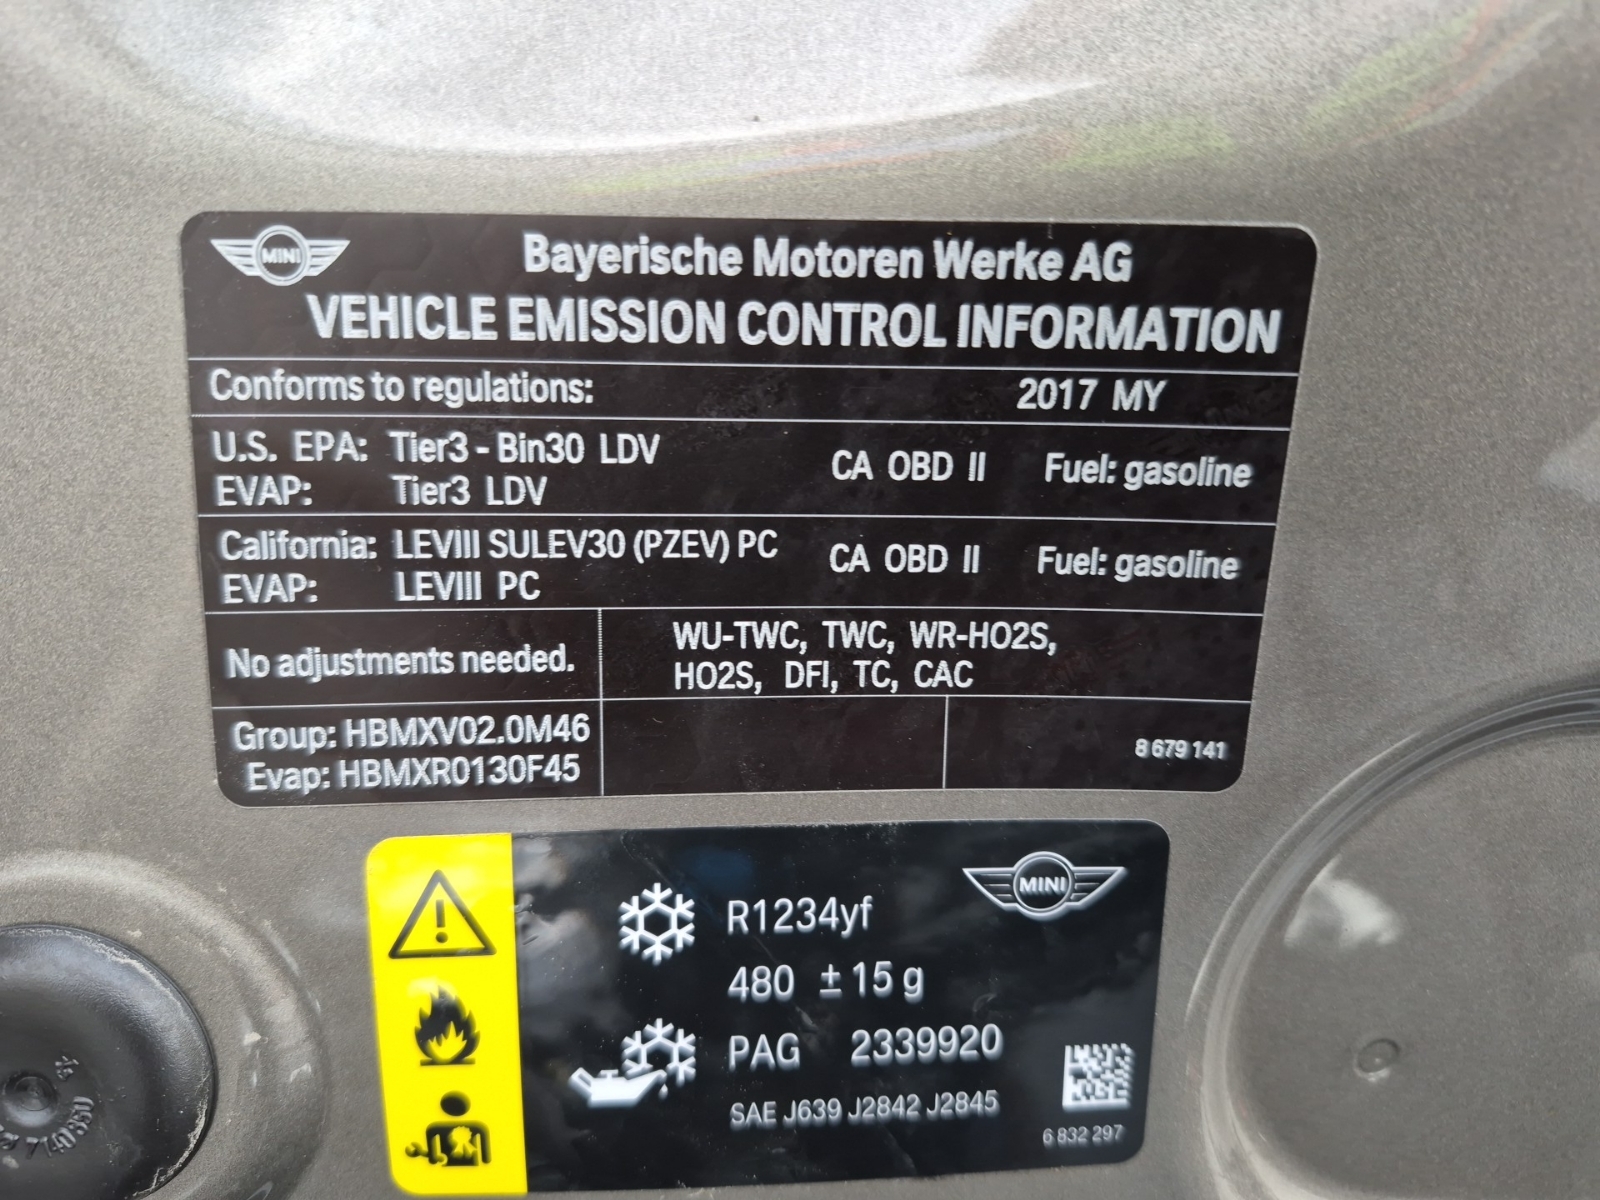 MINI
Bayerische Motoren Werke AG
VEHICLE EMISSION CONTROL INFORMATION
Conforms to regulations: 2017 MY
U.S. EPA: Tier3 - Bin30 LDV
EVAP: Tier3 LDV
CA OBD II Fuel: gasoline
California: LEVIII SULEV30 (PZEV) PC
EVAP: LEVIII PC
CA OBD II Fuel: gasoline
No adjustments needed.
WU-TWC, TWC, WR-HO2S,
HO2S, DFI, TC, CAC
Group: HBMXV02.0M46
Evap: HBMXR0130F45
8 679 141
MINI
R1234yf
480 ± 15 g
PAG 2339920
SAE J639 J2842 J2845
6 832 297